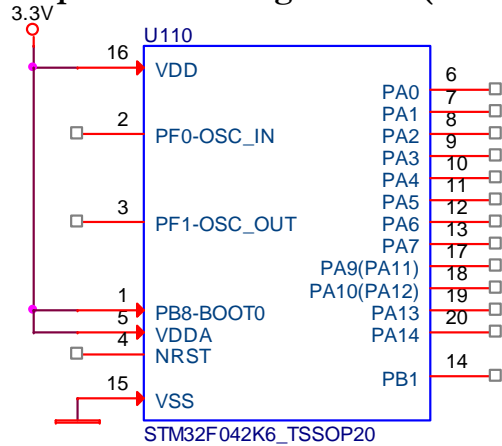 3.3V
U110
16 VDD
2 PF0-OSC_IN
3 PF1-OSC_OUT
1 PB8-BOOT0
5 VDDA
4 NRST
15 VSS
PA0 6
PA1 7
PA2 8
PA3 9
PA4 10
PA5 11
PA6 12
PA7 13
PA9(PA11) 17
PA10(PA12) 18
PA13 19
PA14 20
PB1 14
STM32F042K6_TSSOP20